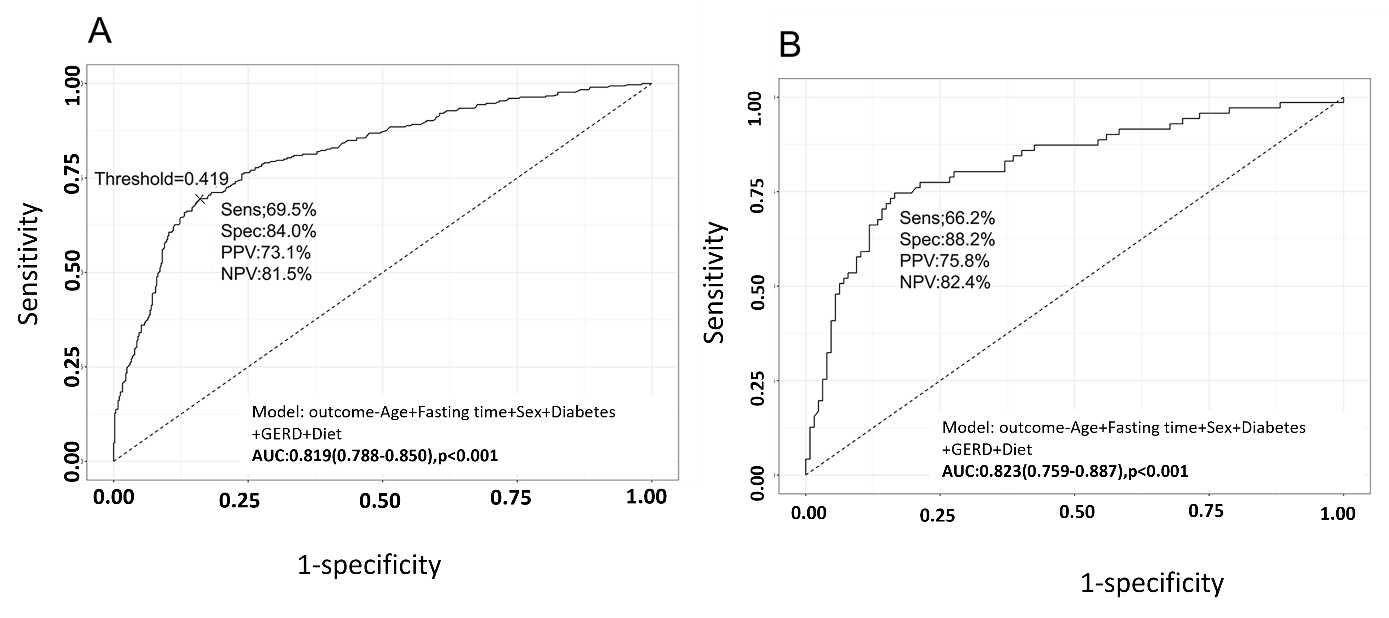 A
1.00
0.75
0.50
0.25
0.00
Sensitivity
Threshold=0.419
Sens;69.5%
Spec:84.0%
PPV:73.1%
NPV:81.5%
Model: outcome-Age+Fasting time+Sex+Diabetes
+GERD+Diet
AUC:0.819(0.788-0.850),p<0.001
0.00
0.25
0.50
0.75
1.00
1-specificity
B
1.00
0.75
0.50
0.25
0.00
Sensitivity
Sens;66.2%
Spec:88.2%
PPV:75.8%
NPV:82.4%
Model: outcome-Age+Fasting time+Sex+Diabetes
+GERD+Diet
AUC:0.823(0.759-0.887),p<0.001
0.00
0.25
0.50
0.75
1.00
1-specificity